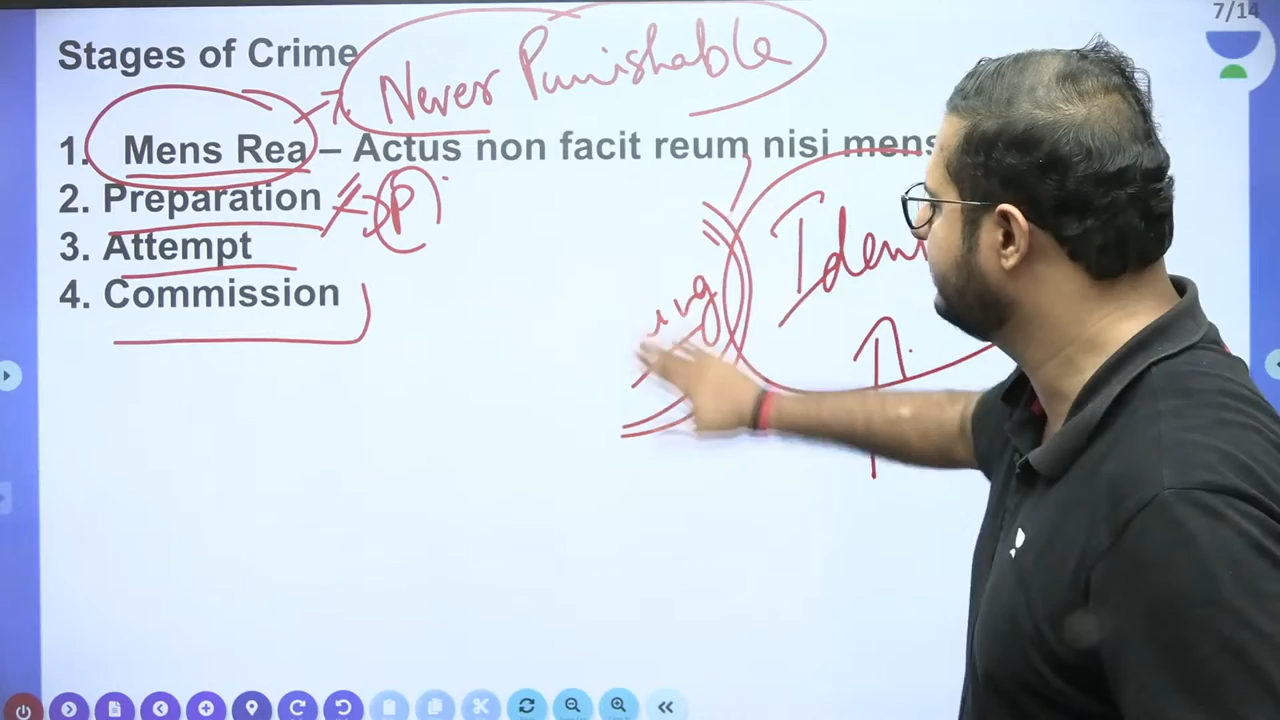 7/14
Stages of Crime
Never Punishable
1. Mens Rea – Actus non facit reum nisi mens
2. Preparation P
3. Attempt
4. Commission